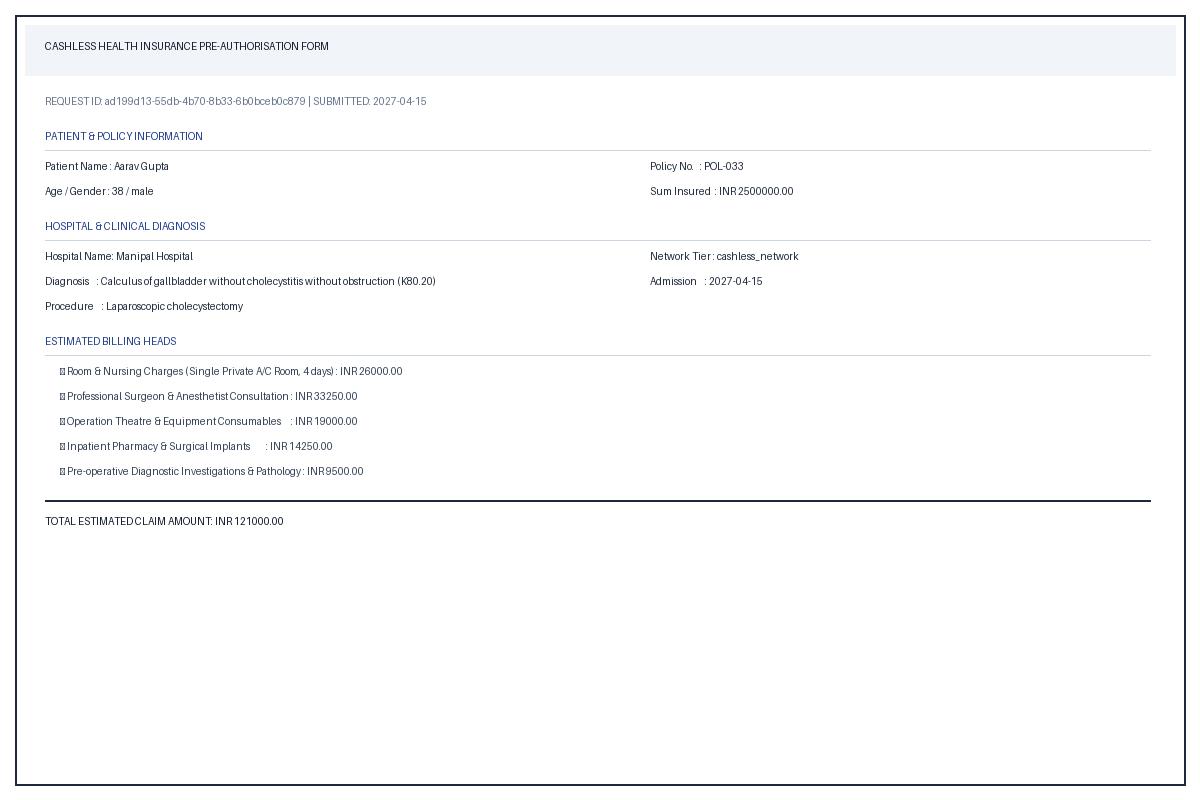 CASHLESS HEALTH INSURANCE PRE-AUTHORISATION FORM
REQUEST ID: ad199d13-55db-4b70-8b33-6b0bceb0c879 | SUBMITTED: 2027-04-15
PATIENT & POLICY INFORMATION
Patient Name : Aarav Gupta
Policy No. : POL-033
Age / Gender : 38 / male
Sum Insured : INR 2500000.00
HOSPITAL & CLINICAL DIAGNOSIS
Hospital Name: Manipal Hospital
Network Tier : cashless_network
Diagnosis : Calculus of gallbladder without cholecystitis without obstruction (K80.20)
Admission : 2027-04-15
Procedure : Laparoscopic cholecystectomy
ESTIMATED BILLING HEADS
Room & Nursing Charges (Single Private A/C Room, 4 days) : INR 26000.00
Professional Surgeon & Anesthetist Consultation : INR 33250.00
Operation Theatre & Equipment Consumables : INR 19000.00
Inpatient Pharmacy & Surgical Implants : INR 14250.00
Pre-operative Diagnostic Investigations & Pathology : INR 9500.00
TOTAL ESTIMATED CLAIM AMOUNT: INR 121000.00